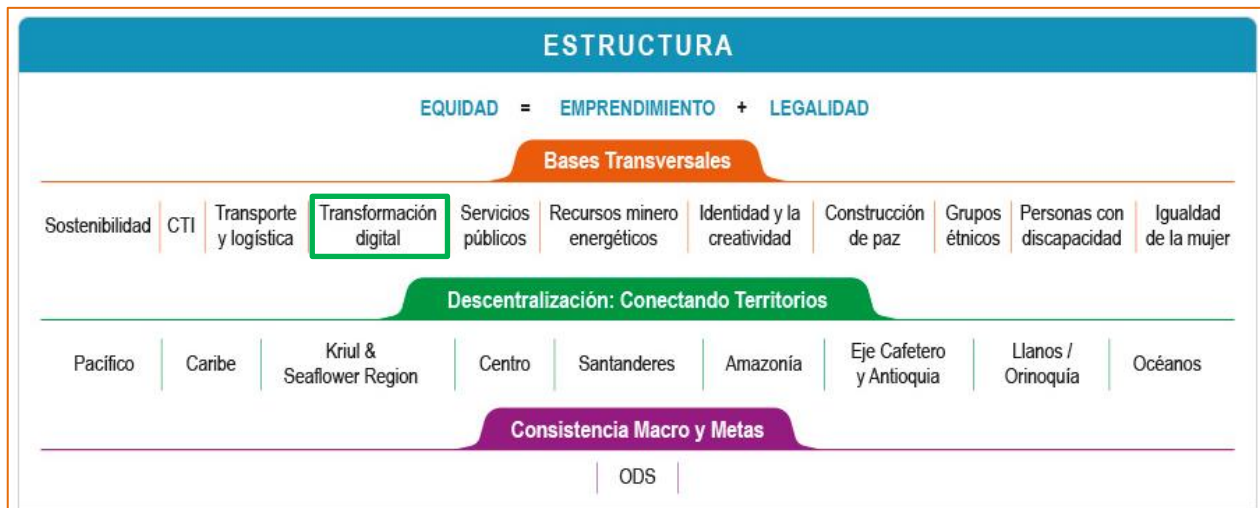 ESTRUCTURA
EQUIDAD = EMPRENDIMIENTO + LEGALIDAD
Bases Transversales
Sostenibilidad
CTI
Transporte
y logística
Transformación
digital
Servicios
públicos
Recursos minero
energéticos
Identidad y la
creatividad
Construcción
de paz
Grupos
étnicos
Personas con
discapacidad
Igualdad
de la mujer
Descentralización: Conectando Territorios
Pacífico
Caribe
Kriul &
Seaflower Region
Centro
Santanderes
Amazonía
Eje Cafetero
y Antioquia
Llanos /
Orinoquía
Océanos
Consistencia Macro y Metas
ODS